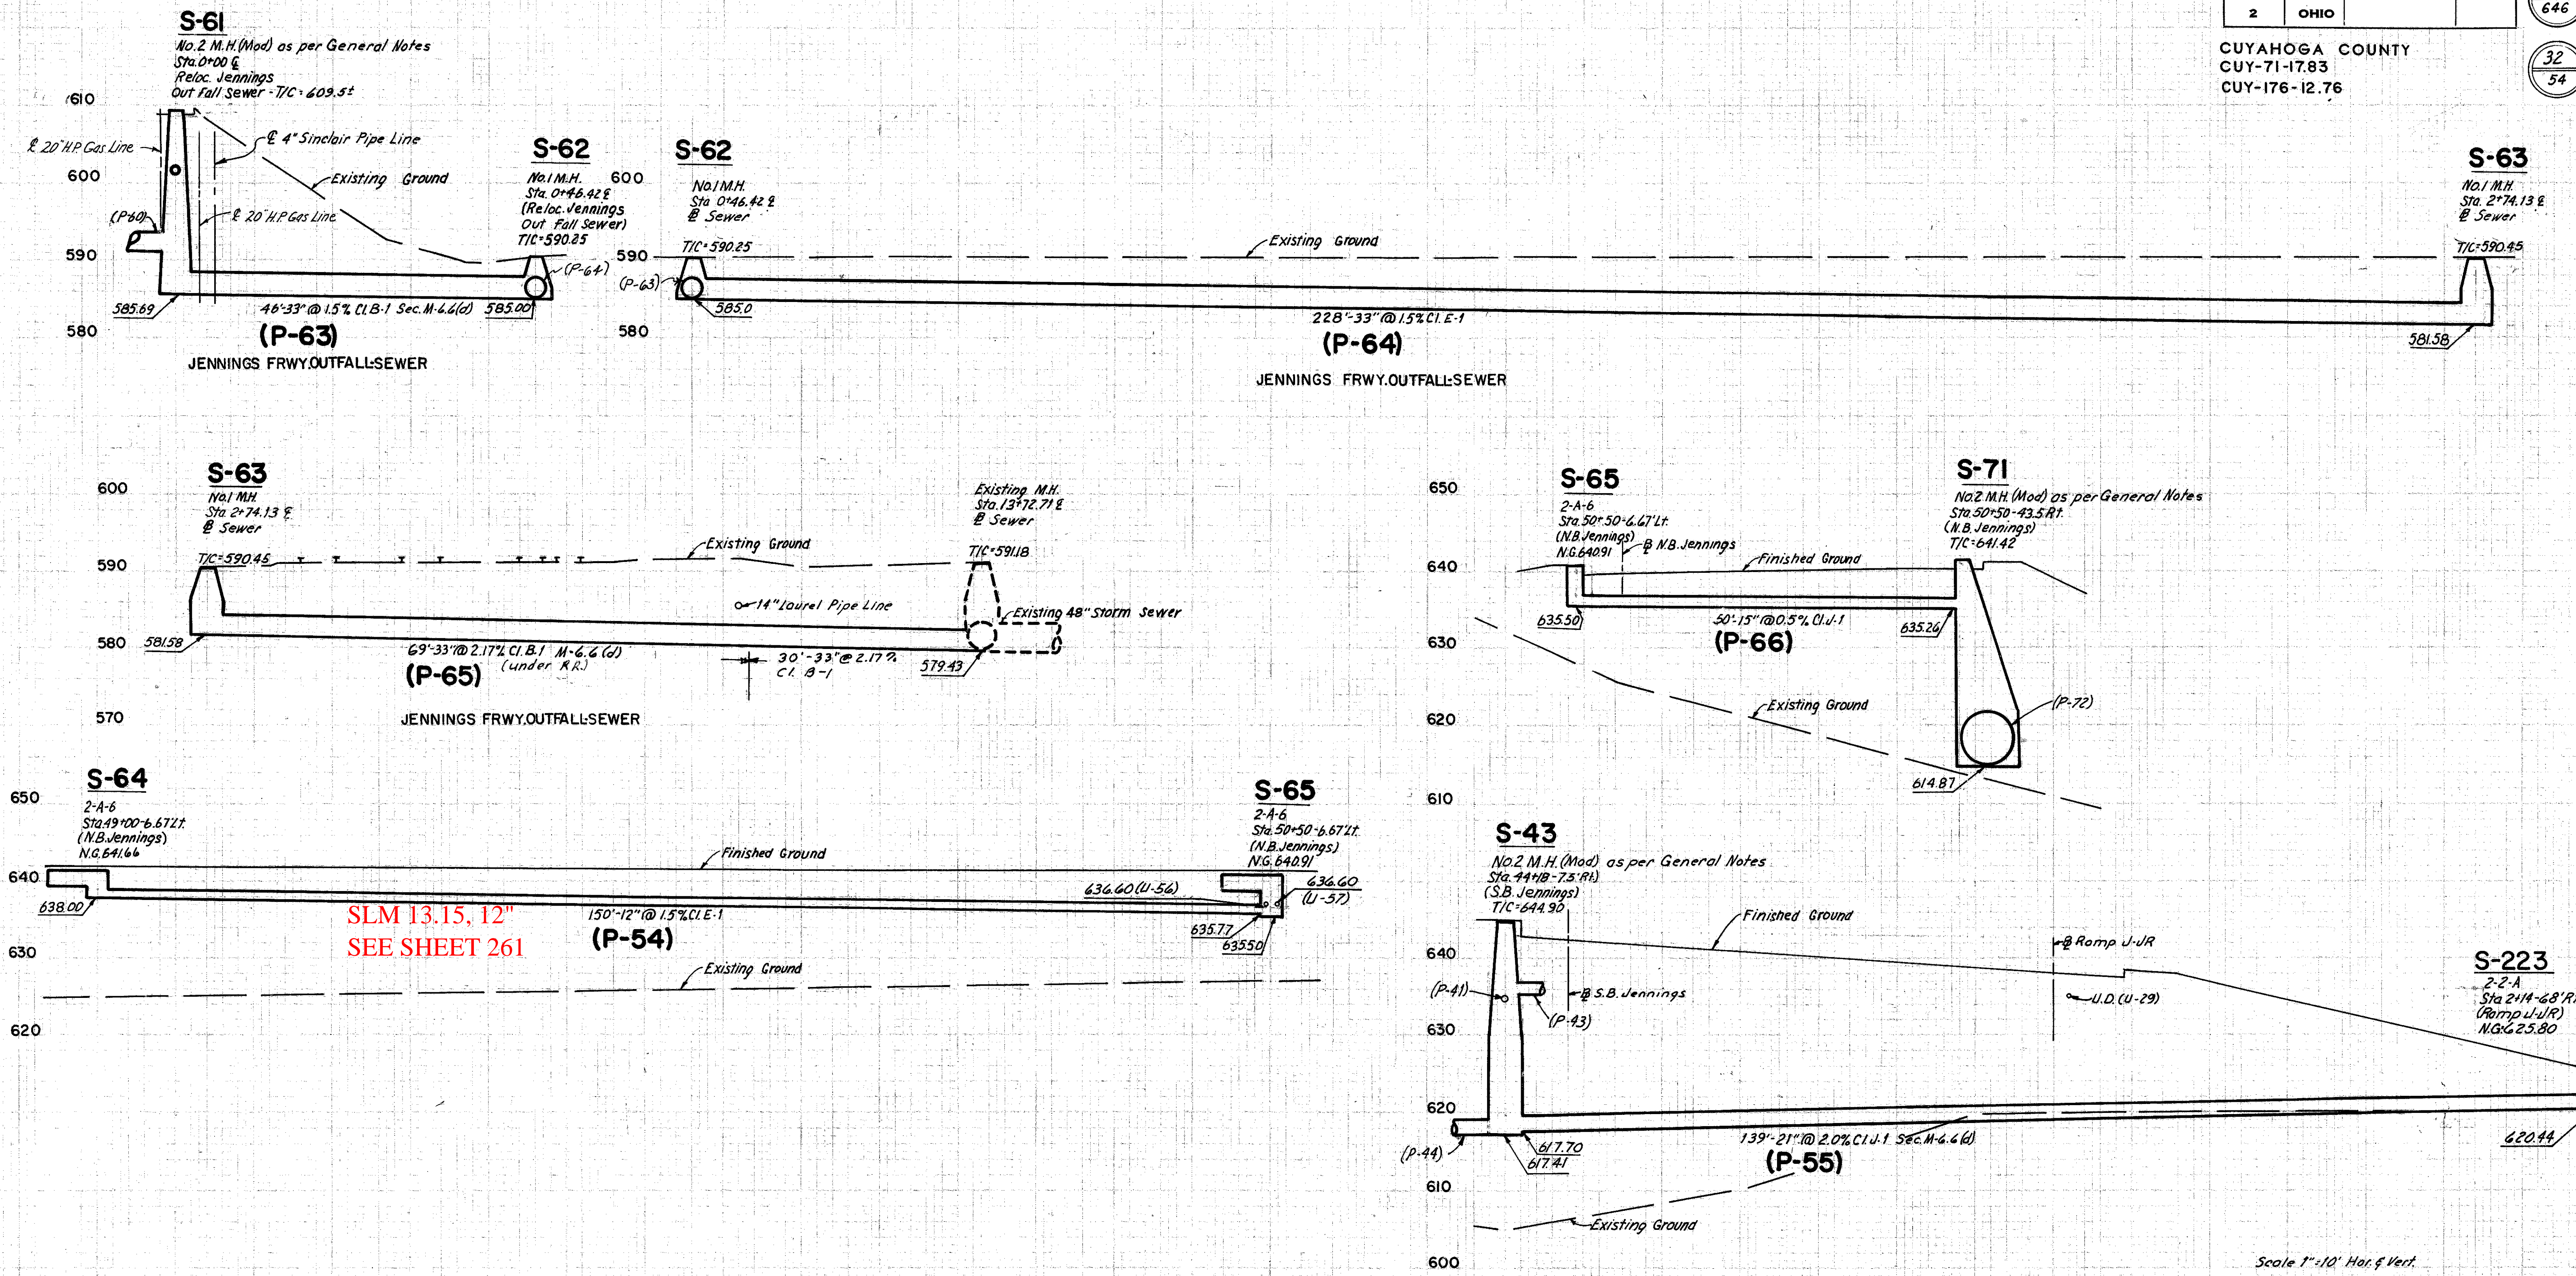 2 OHIO
646
CUYAHOGA COUNTY
CUY-71-17.83
CUY-176-12.76
32
54
S-61
No.2 M.H.(Mod) as per General Notes
Sta.0+00 ℄
Reloc. Jennings
Out Fall Sewer - T/C = 609.5±
610
600
590
580
℄ 20" H.P. Gas Line
℄ 4" Sinclair Pipe Line
Existing Ground
℄ 20" H.P. Gas Line
(P-60)
585.69
46'-33" @ 1.5% Cl.B-1 Sec.M-6.6(d)
585.00
(P-63)
JENNINGS FRWY.OUTFALL-SEWER
S-62
No.1 M.H.
Sta. 0+46.42 ℄
(Reloc. Jennings
Out Fall Sewer)
T/C=590.25
(P-64)
S-62
No.1 M.H.
Sta 0+46.42 ℄
Sewer
T/C=590.25
600
590
580
(P-63)
585.0
Existing Ground
228'-33" @ 1.5% Cl.E-1
(P-64)
JENNINGS FRWY.OUTFALL-SEWER
S-63
No.1 M.H.
Sta. 2+74.13 ℄
Sewer
T/C=590.45
581.58
S-63
No.1 M.H.
Sta 2+74.13 ℄
Sewer
T/C=590.45
600
590
580
570
581.58
Existing Ground
14" Laurel Pipe Line
Existing M.H.
Sta.13+72.71 ℄
Sewer
T/C=591.18
Existing 48" Storm Sewer
69'-33" @ 2.17% Cl.B.1 M-6.6(d)
(under R.R.)
(P-65)
30'-33" @ 2.17%
Cl. B-1
579.43
JENNINGS FRWY.OUTFALL-SEWER
S-65
2-A-6
Sta.50+50-6.67'Lt.
(N.B.Jennings)
N.G.640.91
N.B.Jennings
650
640
630
620
610
Finished Ground
S-71
No.2 M.H.(Mod) as per General Notes
Sta.50+50-43.5Rt.
(N.B.Jennings)
T/C=641.42
635.50
50'-15" @ 0.5% Cl.J-1
635.26
(P-66)
Existing Ground
(P-72)
614.87
S-64
2-A-6
Sta.49+00-6.67'Lt.
(N.B.Jennings)
N.G.641.66
650
640
630
620
638.00
Finished Ground
SLM 13.15, 12"
SEE SHEET 261
150'-12" @ 1.5% Cl.E-1
(P-54)
Existing Ground
S-65
2-A-6
Sta.50+50-6.67'Lt.
(N.B.Jennings)
N.G.640.91
636.60 (U-56)
636.60
(U-57)
635.77
635.50
S-43
No.2 M.H.(Mod) as per General Notes
Sta.44+18-7.5'Rt.)
(S.B. Jennings)
T/C=644.90
640
630
620
610
600
(P-41)
(P-43)
S.B. Jennings
Finished Ground
Ramp J-JR
U.D.(U-29)
S-223
2-2-A
Sta 2+14-68'R
(Ramp J-JR)
N.G=625.80
(P-44)
617.70
617.41
139'-21" @ 2.0% Cl.J-1 Sec.M-6.6(d)
(P-55)
620.44
Existing Ground
Scale 1"=10' Hor. & Vert.